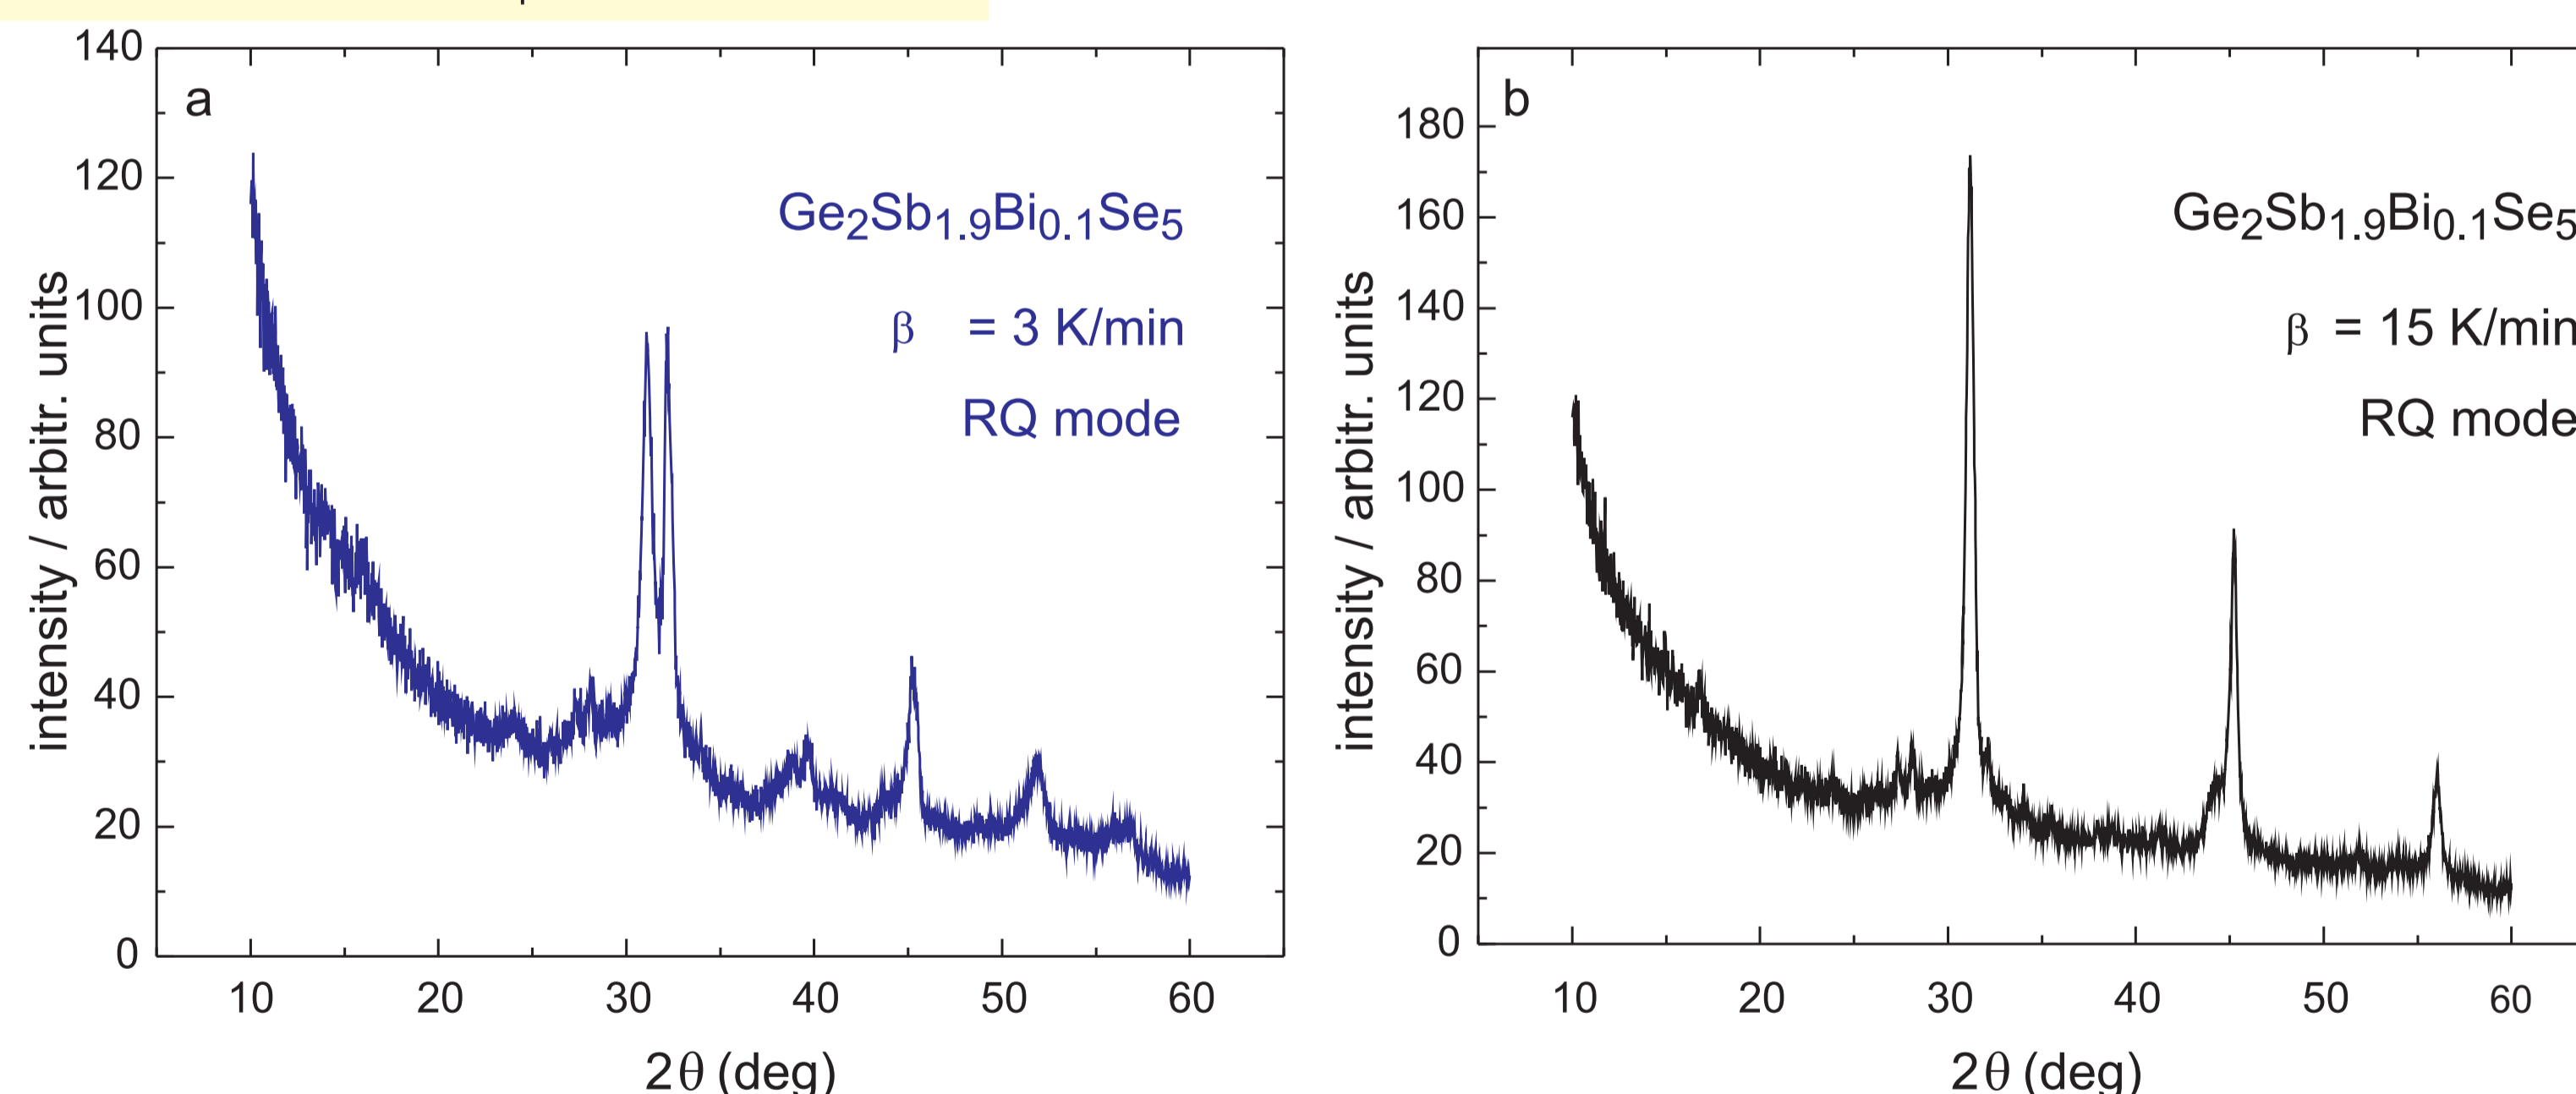 a
Ge2Sb1.9Bi0.1Se5
β = 3 K/min
RQ mode
intensity / arbitr. units
140
120
100
80
60
40
20
0
10 20 30 40 50 60
2θ (deg)
b
Ge2Sb1.9Bi0.1Se5
β = 15 K/min
RQ mode
intensity / arbitr. units
180
160
140
120
100
80
60
40
20
0
10 20 30 40 50 60
2θ (deg)